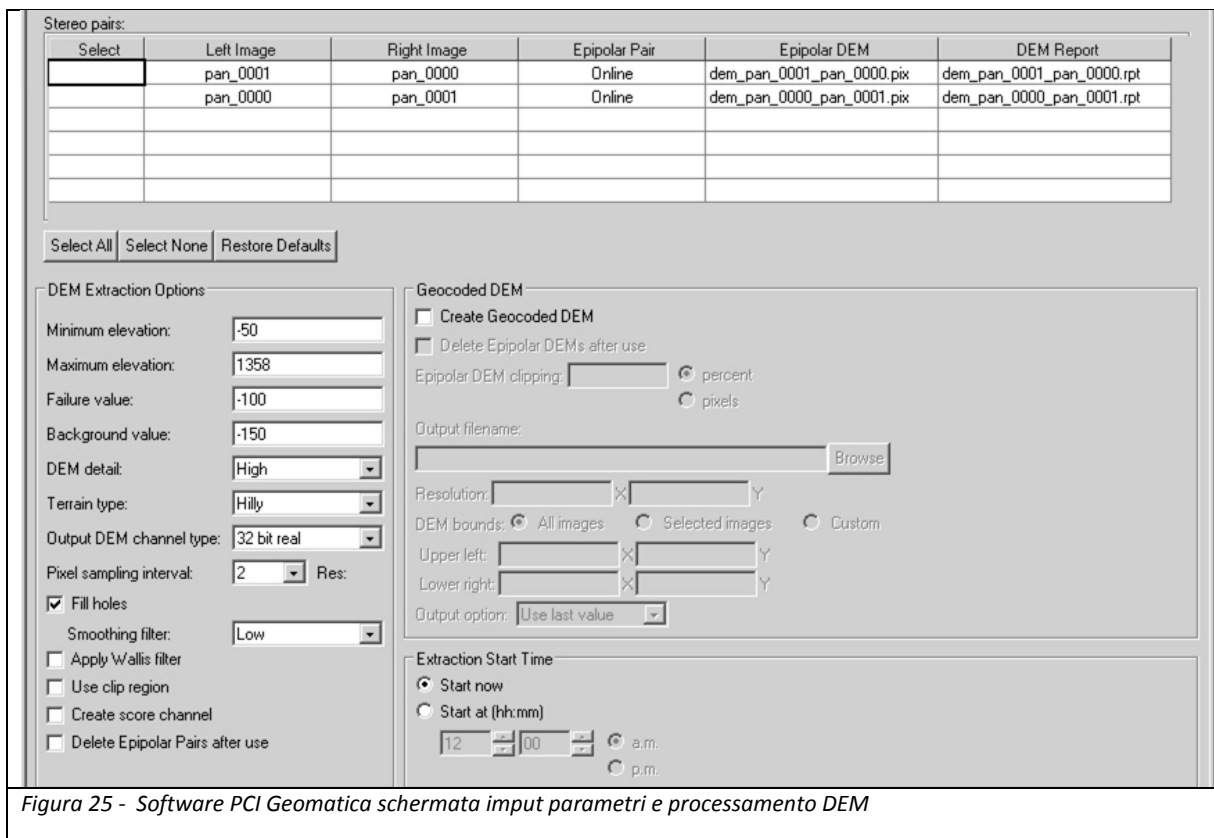 Stereo pairs:
Select Left Image Right Image Epipolar Pair Epipolar DEM DEM Report
pan_0001 pan_0000 Online dem_pan_0001_pan_0000.pix dem_pan_0001_pan_0000.rpt
pan_0000 pan_0001 Online dem_pan_0000_pan_0001.pix dem_pan_0000_pan_0001.rpt
Select All Select None Restore Defaults
DEM Extraction Options
Minimum elevation: -50
Maximum elevation: 1358
Failure value: -100
Background value: -150
DEM detail: High
Terrain type: Hilly
Output DEM channel type: 32 bit real
Pixel sampling interval: 2 Res:
Fill holes
Smoothing filter: Low
Apply Wallis filter
Use clip region
Create score channel
Delete Epipolar Pairs after use
Geocoded DEM
Create Geocoded DEM
Delete Epipolar DEMs after use
Epipolar DEM clipping: percent
pixels
Output filename:
Browse
Resolution: X Y
DEM bounds: All images Selected images Custom
Upper left: X Y
Lower right: X Y
Output option: Use last value
Extraction Start Time
Start now
Start at (hh:mm)
12 00 a.m.
p.m.
Figura 25 - Software PCI Geomatica schermata imput parametri e processamento DEM